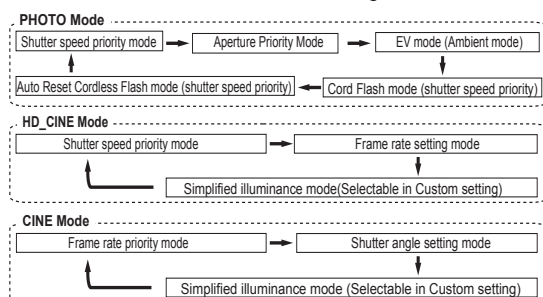 PHOTO Mode
Shutter speed priority mode
Aperture Priority Mode
EV mode (Ambient mode)
Auto Reset Cordless Flash mode (shutter speed priority)
Cord Flash mode (shutter speed priority)
HD_CINE Mode
Shutter speed priority mode
Frame rate setting mode
Simplified illuminance mode(Selectable in Custom setting)
CINE Mode
Frame rate priority mode
Shutter angle setting mode
Simplified illuminance mode (Selectable in Custom setting)